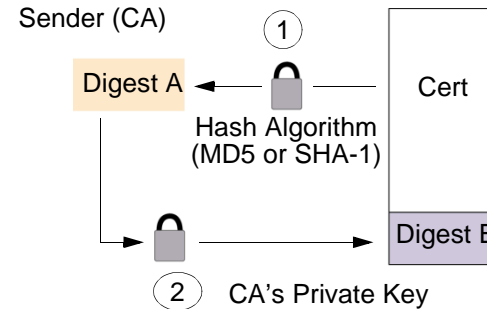 Sender (CA)
1
Digest A
Cert
Hash Algorithm
(MD5 or SHA-1)
Digest
2
CA's Private Key